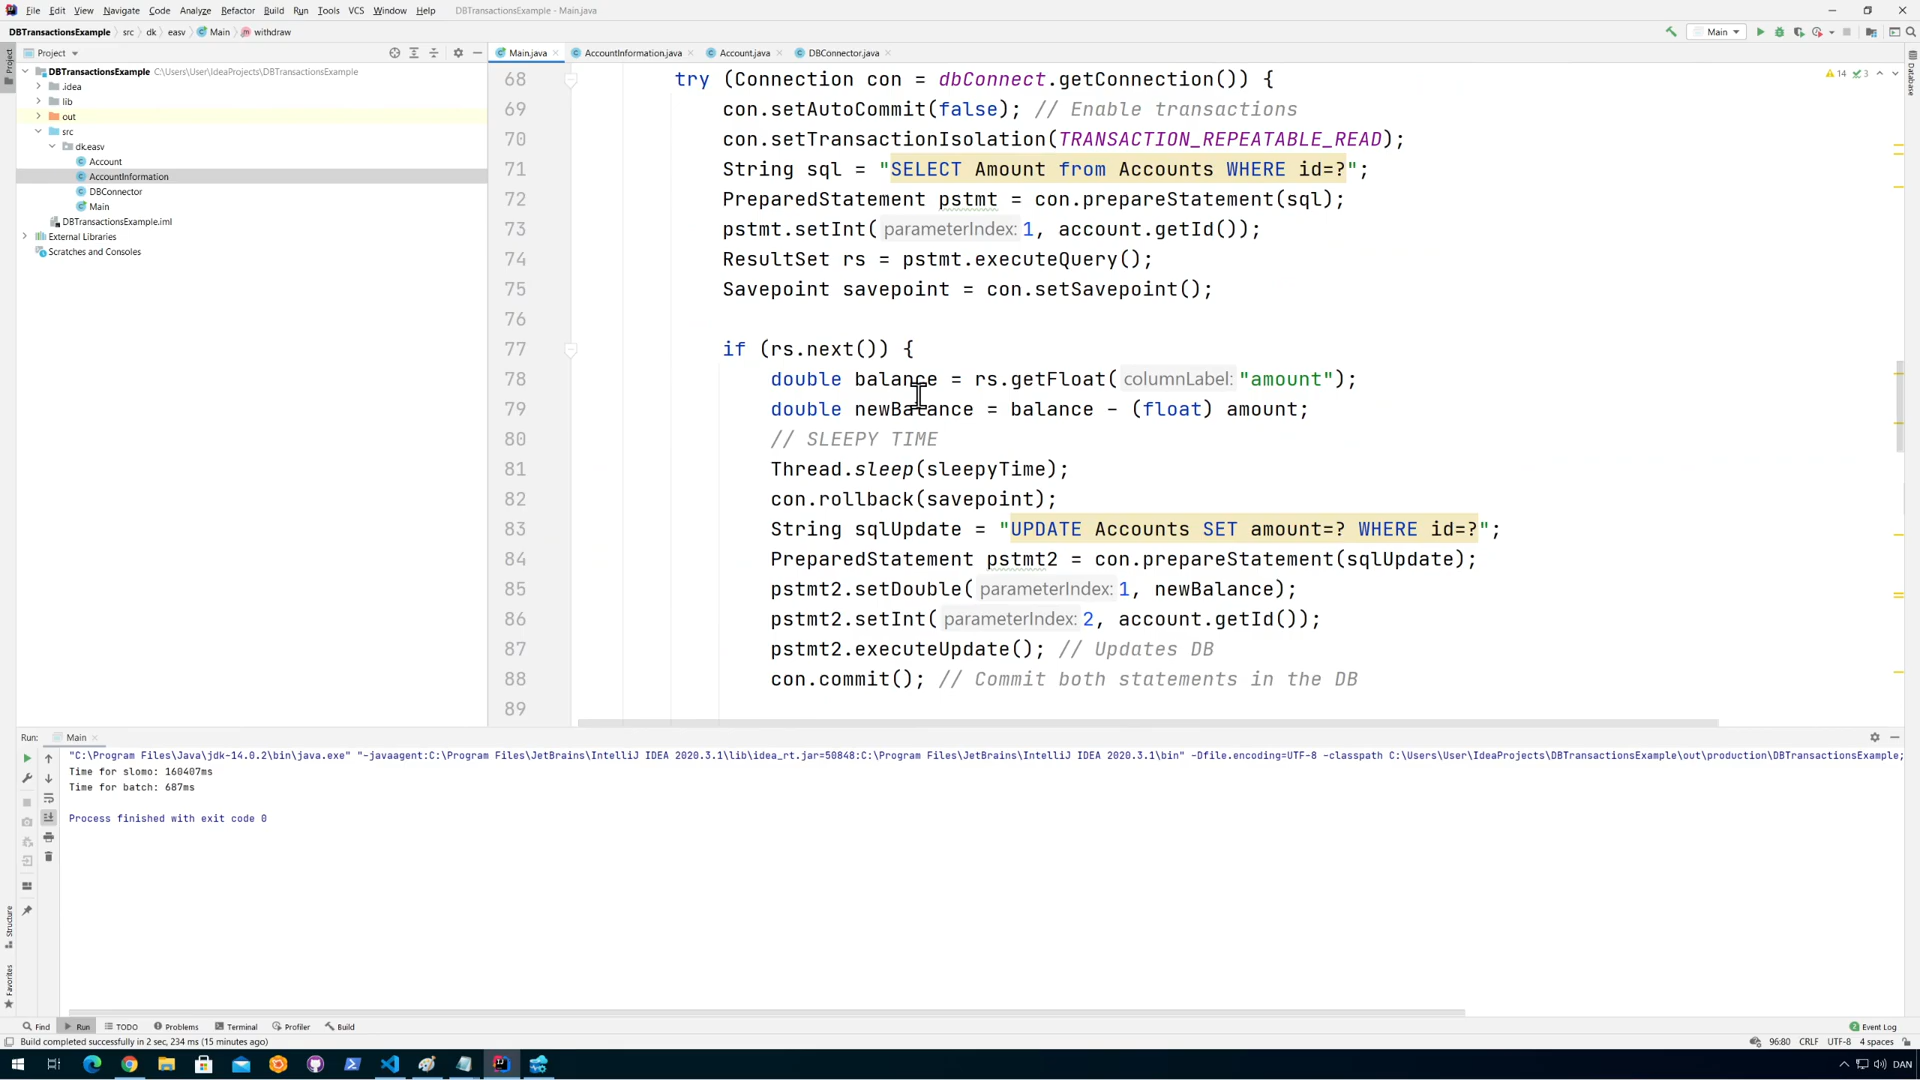 File Edit View Navigate Code Analyze Refactor Build Run Tools VCS Window Help DBTransactionsExample - Main.java
DBTransactionsExample src dk easv Main withdraw Main
Project Main.java AccountInformation.java Account.java DBConnector.java
Project
Database
DBTransactionsExample C:\Users\User\IdeaProjects\DBTransactionsExample
.idea
lib
out
src
dk.easv
Account
AccountInformation
DBConnector
Main
DBTransactionsExample.iml
External Libraries
Scratches and Consoles
14 3
68 try (Connection con = dbConnect.getConnection()) {
69 con.setAutoCommit(false); // Enable transactions
70 con.setTransactionIsolation(TRANSACTION_REPEATABLE_READ);
71 String sql = "SELECT Amount from Accounts WHERE id=?";
72 PreparedStatement pstmt = con.prepareStatement(sql);
73 pstmt.setInt( parameterIndex: 1, account.getId());
74 ResultSet rs = pstmt.executeQuery();
75 Savepoint savepoint = con.setSavepoint();
76
77 if (rs.next()) {
78 double balance = rs.getFloat( columnLabel: "amount");
79 double newBalance = balance - (float) amount;
80 // SLEEPY TIME
81 Thread.sleep(sleepyTime);
82 con.rollback(savepoint);
83 String sqlUpdate = "UPDATE Accounts SET amount=? WHERE id=?";
84 PreparedStatement pstmt2 = con.prepareStatement(sqlUpdate);
85 pstmt2.setDouble( parameterIndex: 1, newBalance);
86 pstmt2.setInt( parameterIndex: 2, account.getId());
87 pstmt2.executeUpdate(); // Updates DB
88 con.commit(); // Commit both statements in the DB
89
Run: Main
"C:\Program Files\Java\jdk-14.0.2\bin\java.exe" "-javaagent:C:\Program Files\JetBrains\IntelliJ IDEA 2020.3.1\lib\idea_rt.jar=50848:C:\Program Files\JetBrains\IntelliJ IDEA 2020.3.1\bin" -Dfile.encoding=UTF-8 -classpath C:\Users\User\IdeaProjects\DBTransactionsExample\out\production\DBTransactionsExample;
Time for slomo: 160407ms
Time for batch: 687ms
Process finished with exit code 0
Structure
Favorites
Find Run TODO Problems Terminal Profiler Build Event Log
Build completed successfully in 2 sec, 234 ms (15 minutes ago) 96:80 CRLF UTF-8 4 spaces
DAN